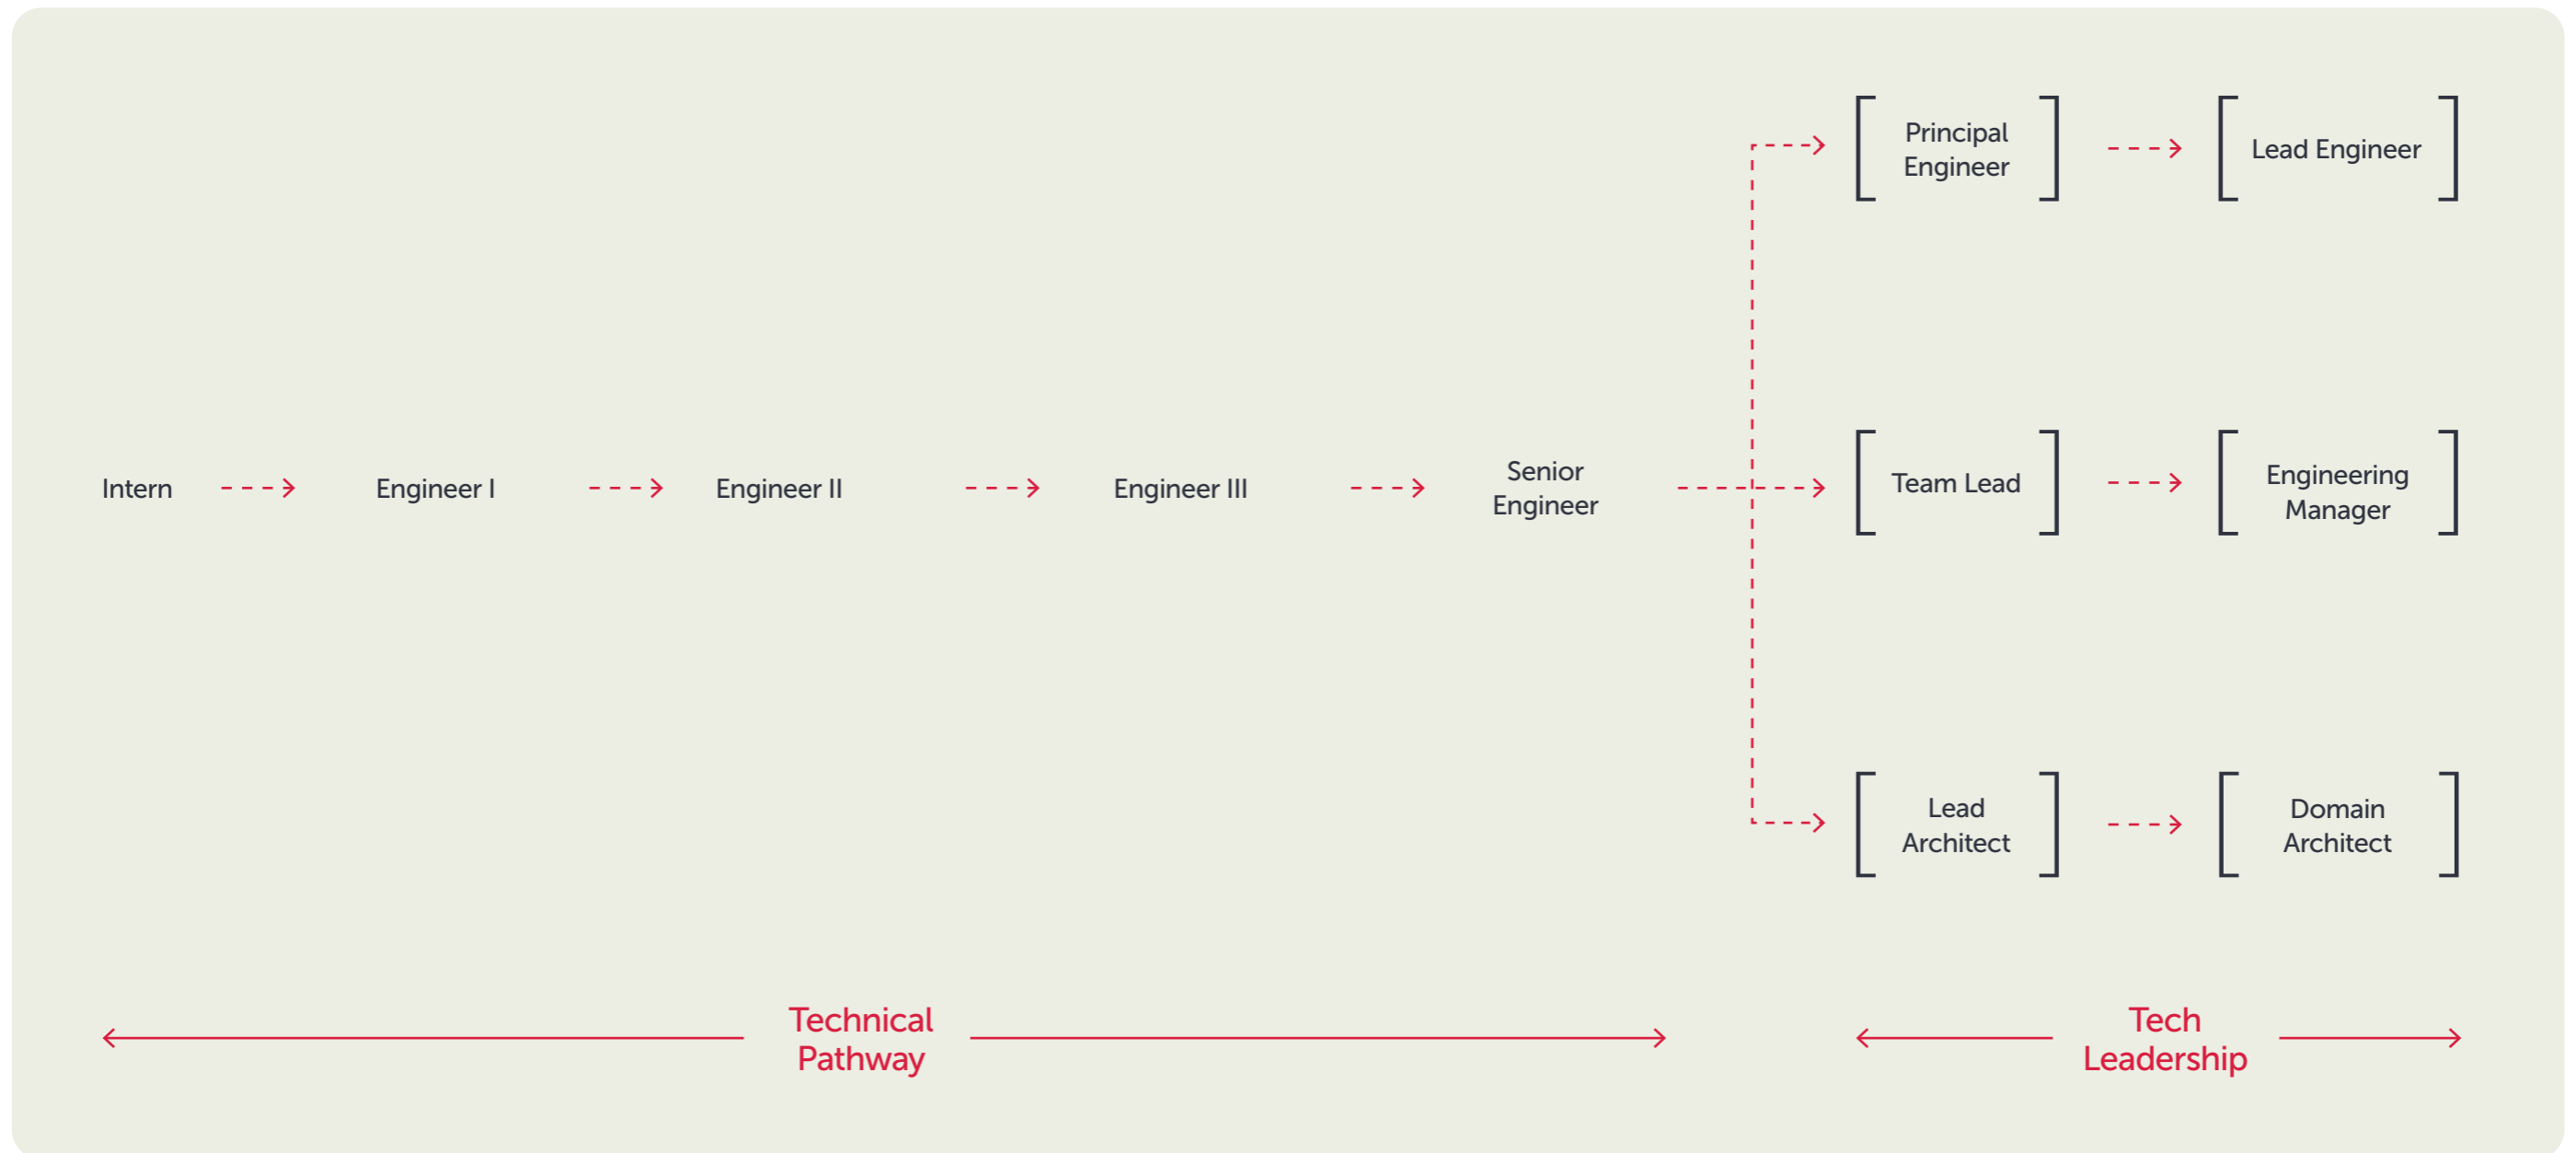 Principal
Engineer
Lead Engineer
Intern
Engineer I
Engineer II
Engineer III
Senior
Engineer
Team Lead
Engineering
Manager
Lead
Architect
Domain
Architect
Technical
Pathway
Tech
Leadership